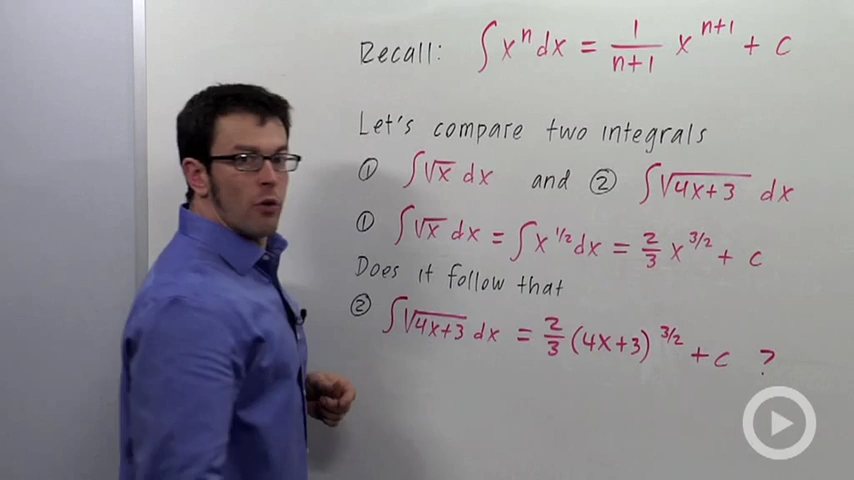 Recall: ∫ xⁿ dx = 1/(n+1) xⁿ⁺¹ + c
Let's compare two integrals
① ∫√x dx and ② ∫√(4x+3) dx
① ∫√x dx = ∫ x^(1/2) dx = 2/3 x^(3/2) + c
Does it follow that
② ∫√(4x+3) dx = 2/3 (4x+3)^(3/2) + c ?